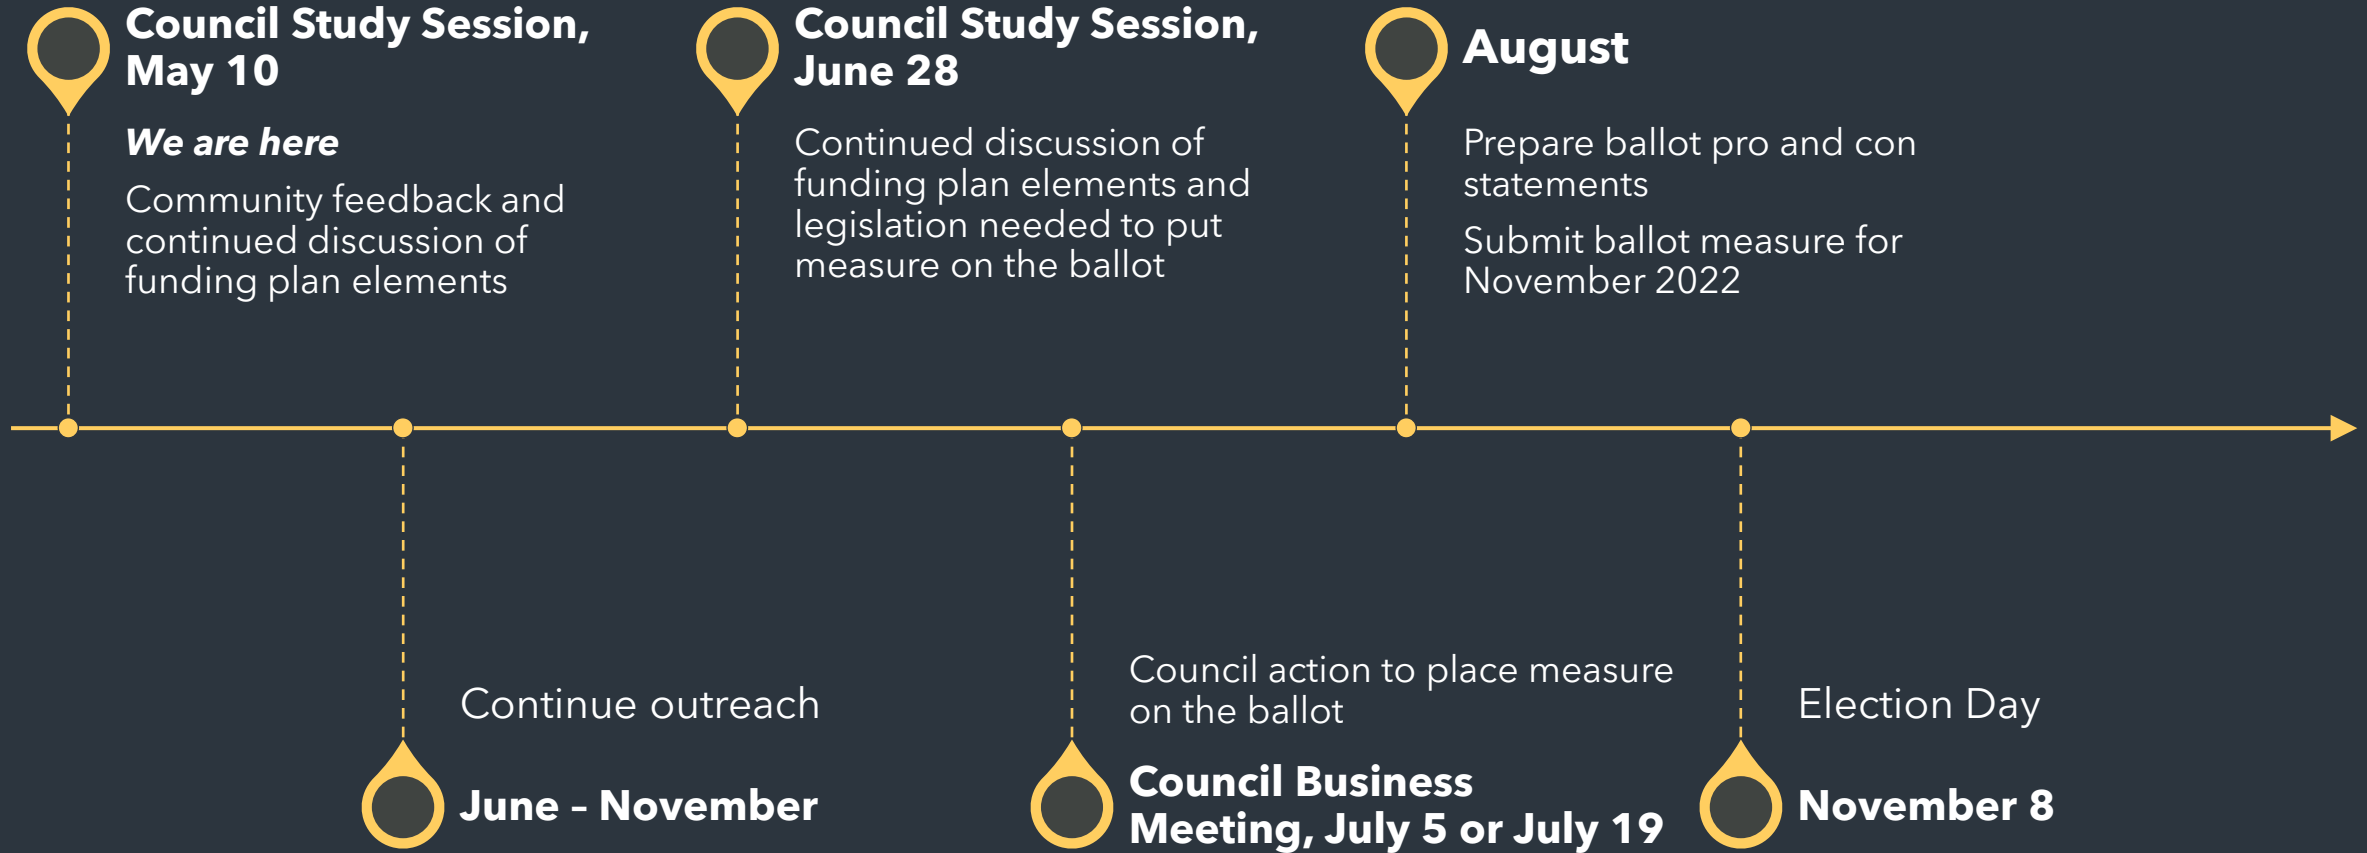 Council Study Session,
May 10
We are here
Community feedback and
continued discussion of
funding plan elements
Council Study Session,
June 28
Continued discussion of
funding plan elements and
legislation needed to put
measure on the ballot
August
Prepare ballot pro and con
statements
Submit ballot measure for
November 2022
Continue outreach
June – November
Council action to place measure
on the ballot
Council Business
Meeting, July 5 or July 19
Election Day
November 8